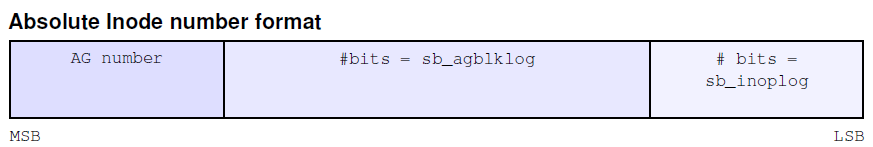 Absolute Inode number format
AG number
#bits = sb_agblklog
# bits =
sb_inoplog
MSB
LSB